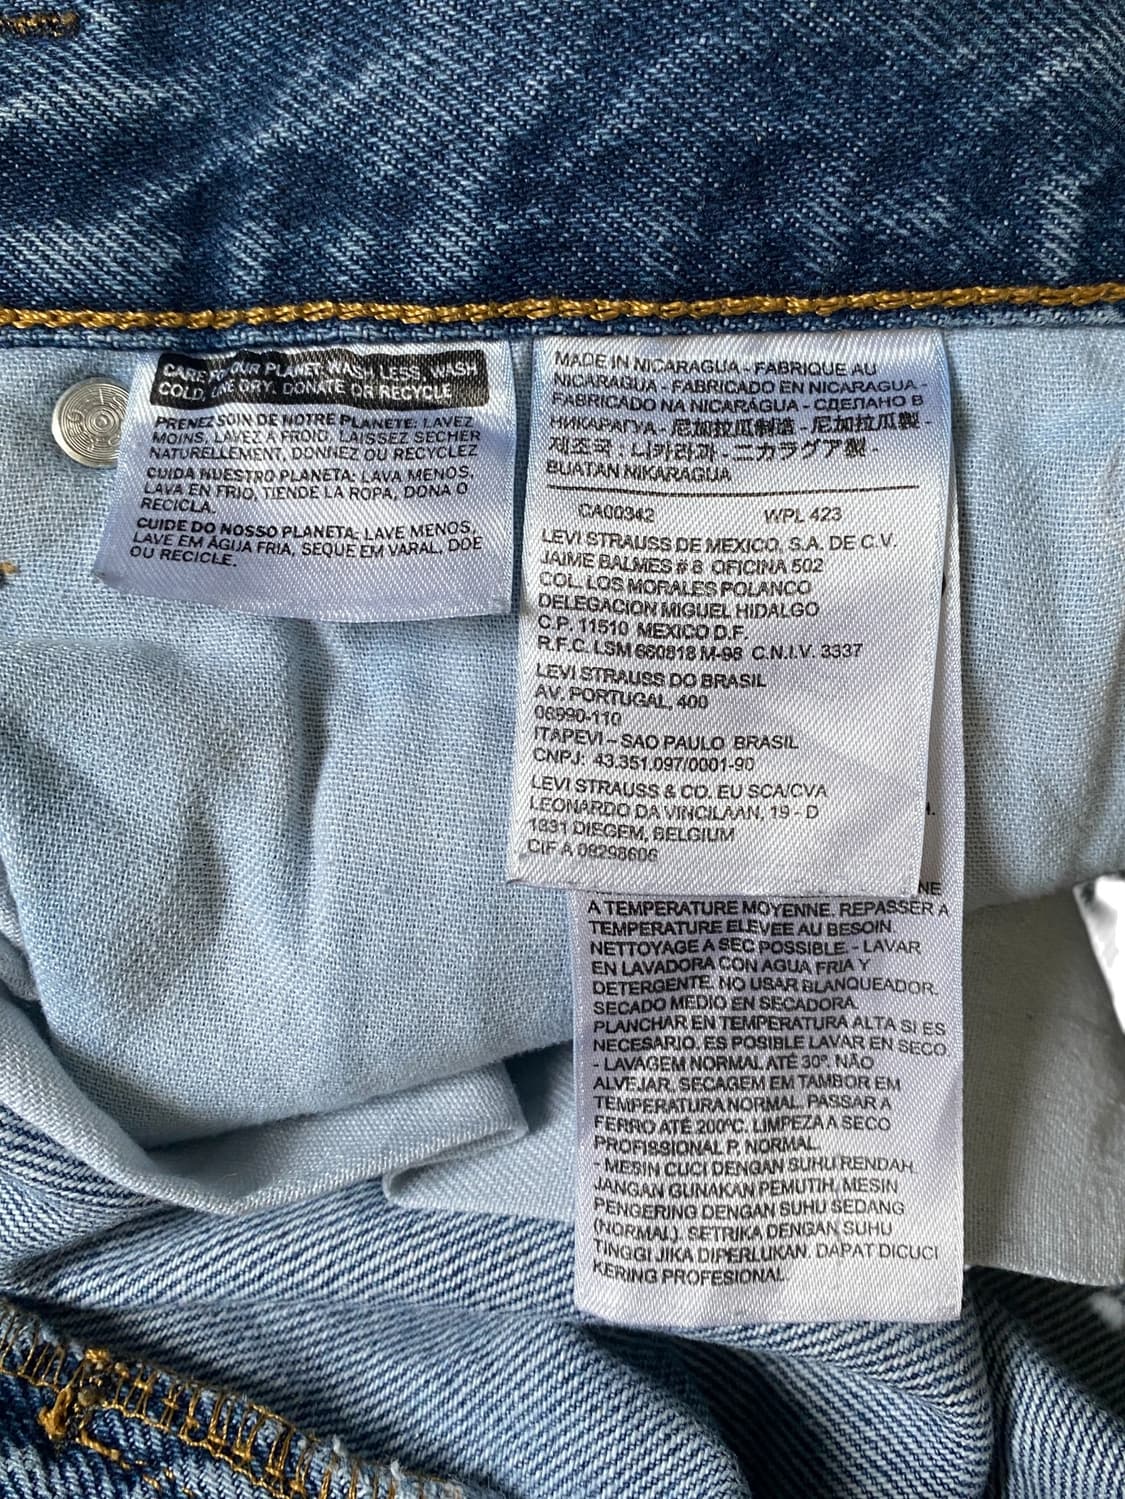 CARE FOR OUR PLANET: WASH LESS, WASH
COLD, LINE DRY, DONATE OR RECYCLE
PRENEZ SOIN DE NOTRE PLANÈTE: LAVEZ
MOINS, LAVEZ A FROID, LAISSEZ SÉCHER
NATURELLEMENT, DONNEZ OU RECYCLEZ
CUIDA NUESTRO PLANETA: LAVA MENOS,
LAVA EN FRIO, TIENDE LA ROPA, DONA O
RECICLA.
CUIDE DO NOSSO PLANETA: LAVE MENOS,
LAVE EM ÁGUA FRIA, SEQUE EM VARAL, DOE
OU RECICLE.
MADE IN NICARAGUA - FABRIQUE AU
NICARAGUA - FABRICADO EN NICARAGUA -
FABRICADO NA NICARÁGUA - СДЕЛАНО В
НИКАРАГУА - 尼加拉瓜制造 - 尼加拉瓜製 -
제조국 : 니카라과 - ニカラグア製 -
BUATAN NIKARAGUA
CA00342 WPL 423
LEVI STRAUSS DE MEXICO, S.A. DE C.V.
JAIME BALMES # 8 OFICINA 502
COL. LOS MORALES POLANCO
DELEGACION MIGUEL HIDALGO
C.P. 11510 MEXICO D.F.
R.F.C. LSM 660818 M-98 C.N.I.V. 3337
LEVI STRAUSS DO BRASIL
AV. PORTUGAL, 400
06690-110
ITAPEVI - SAO PAULO BRASIL
CNPJ: 43.351.097/0001-90
LEVI STRAUSS & CO. EU SCA/CVA
LEONARDO DA VINCILAAN, 19 - D
1831 DIEGEM, BELGIUM
CIF A 08298606
H.
NE
A TEMPERATURE MOYENNE. REPASSER A
TEMPERATURE ELEVEE AU BESOIN.
NETTOYAGE A SEC POSSIBLE. - LAVAR
EN LAVADORA CON AGUA FRIA Y
DETERGENTE. NO USAR BLANQUEADOR.
SECADO MEDIO EN SECADORA.
PLANCHAR EN TEMPERATURA ALTA SI ES
NECESARIO. ES POSIBLE LAVAR EN SECO.
- LAVAGEM NORMAL ATÉ 30º. NÃO
ALVEJAR. SECAGEM EM TAMBOR EM
TEMPERATURA NORMAL. PASSAR A
FERRO ATÉ 200ºC. LIMPEZA A SECO
PROFISSIONAL P, NORMAL.
- MESIN CUCI DENGAN SUHU RENDAH
JANGAN GUNAKAN PEMUTIH. MESIN
PENGERING DENGAN SUHU SEDANG
(NORMAL). SETRIKA DENGAN SUHU
TINGGI JIKA DIPERLUKAN. DAPAT DICUCI
KERING PROFESIONAL.